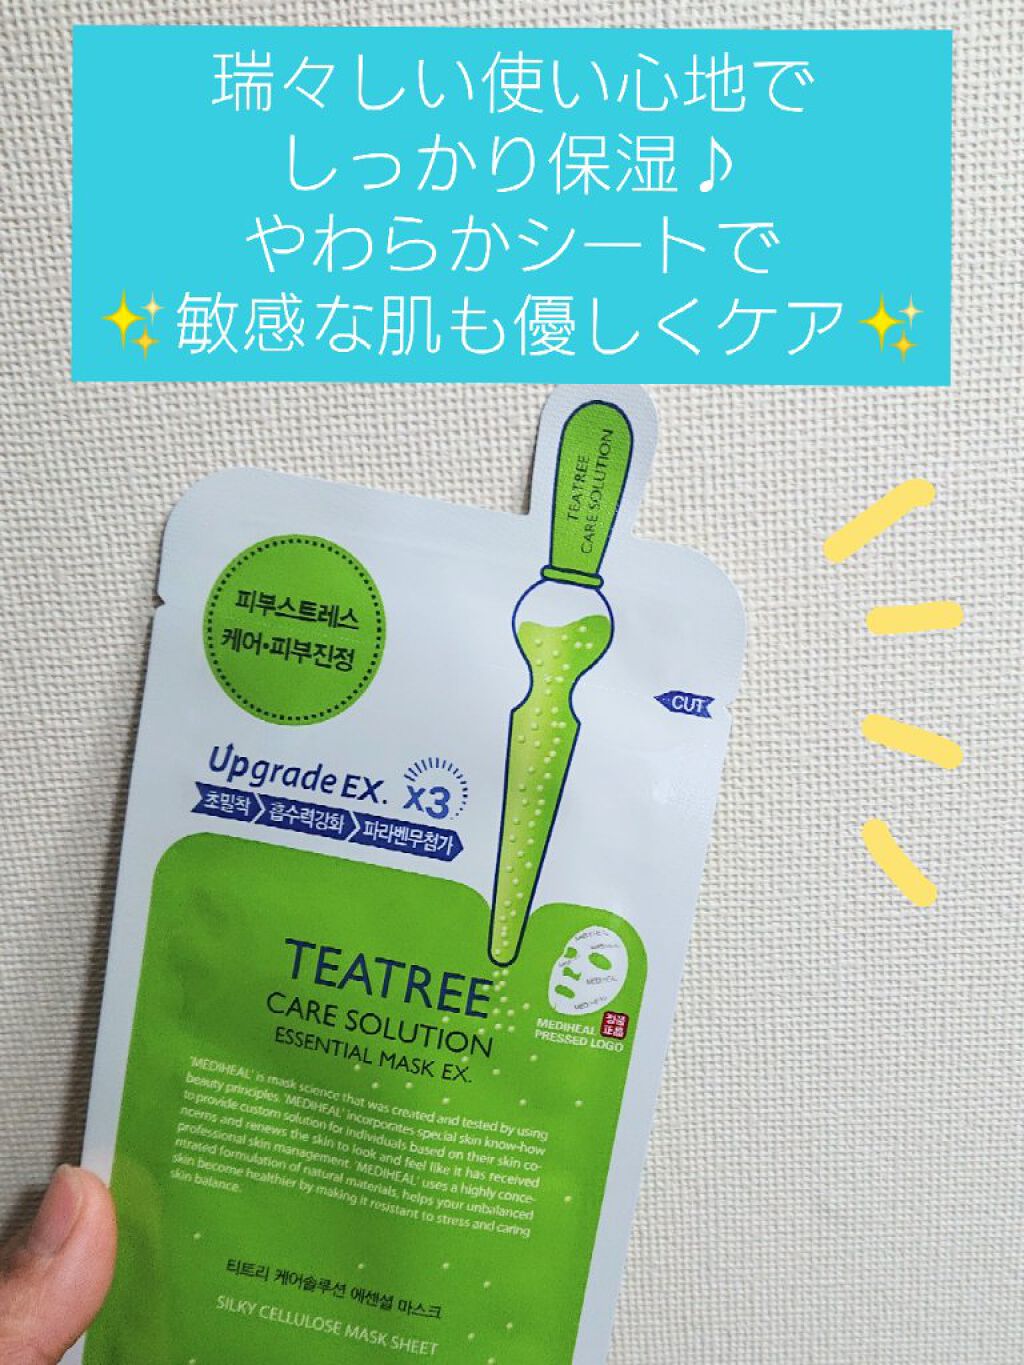 瑞々しい使い心地で
しっかり保湿♪
やわらかシートで
✨敏感な肌も優しくケア✨
TEATREE
CARE SOLUTION
피부스트레스
케어•피부진정
CUT
Upgrade EX. x3
초밀착 흡수력강화 파라벤무첨가
TEATREE
CARE SOLUTION
ESSENTIAL MASK EX.
MEDIHEAL
PRESSED LOGO
정품
正品
'MEDIHEAL' is mask science that was created and tested by using
beauty principles. 'MEDIHEAL' incorporates special skin know-how
to provide custom solution for individuals based on their skin co-
ncerns and renews the skin to look and feel like it has received
professional skin management. 'MEDIHEAL' uses a highly conce-
ntrated formulation of natural materials, helps your unbalanced
skin become healthier by making it resistant to stress and caring
skin balance.
티트리 케어솔루션 에센셜 마스크
SILKY CELLULOSE MASK SHEET